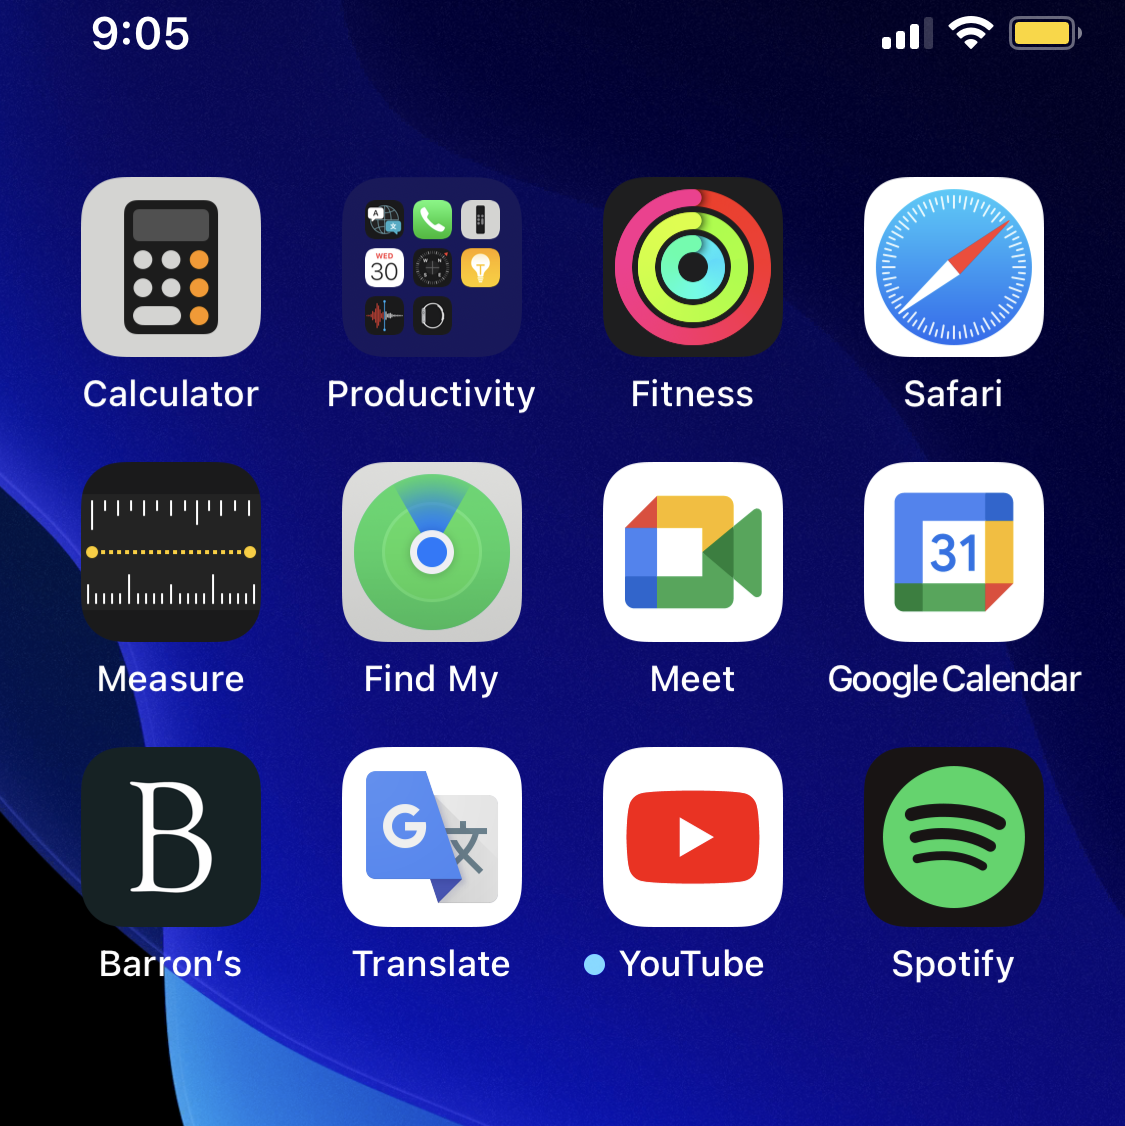 9:05
A
文
WED
30
N
W E
S
T
Calculator Productivity Fitness Safari
31
Measure Find My Meet Google Calendar
B
G 文
Barron's Translate YouTube Spotify